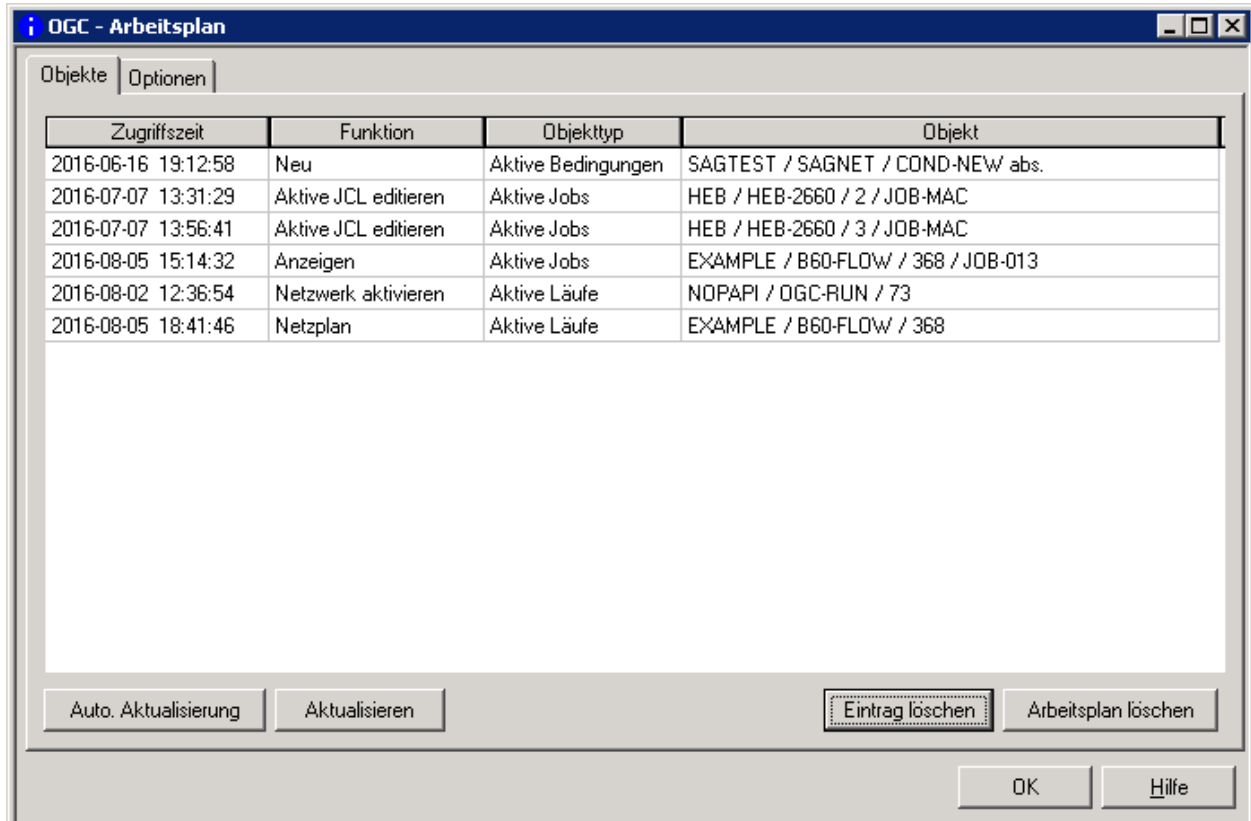 OGC - Arbeitsplan
Objekte Optionen
Zugriffszeit Funktion Objekttyp Objekt
2016-06-16 19:12:58 Neu Aktive Bedingungen SAGTEST / SAGNET / COND-NEW abs.
2016-07-07 13:31:29 Aktive JCL editieren Aktive Jobs HEB / HEB-2660 / 2 / JOB-MAC
2016-07-07 13:56:41 Aktive JCL editieren Aktive Jobs HEB / HEB-2660 / 3 / JOB-MAC
2016-08-05 15:14:32 Anzeigen Aktive Jobs EXAMPLE / B60-FLOW / 368 / JOB-013
2016-08-02 12:36:54 Netzwerk aktivieren Aktive Läufe NOPAPI / OGC-RUN / 73
2016-08-05 18:41:46 Netzplan Aktive Läufe EXAMPLE / B60-FLOW / 368
Auto. Aktualisierung Aktualisieren Eintrag löschen Arbeitsplan löschen
OK Hilfe